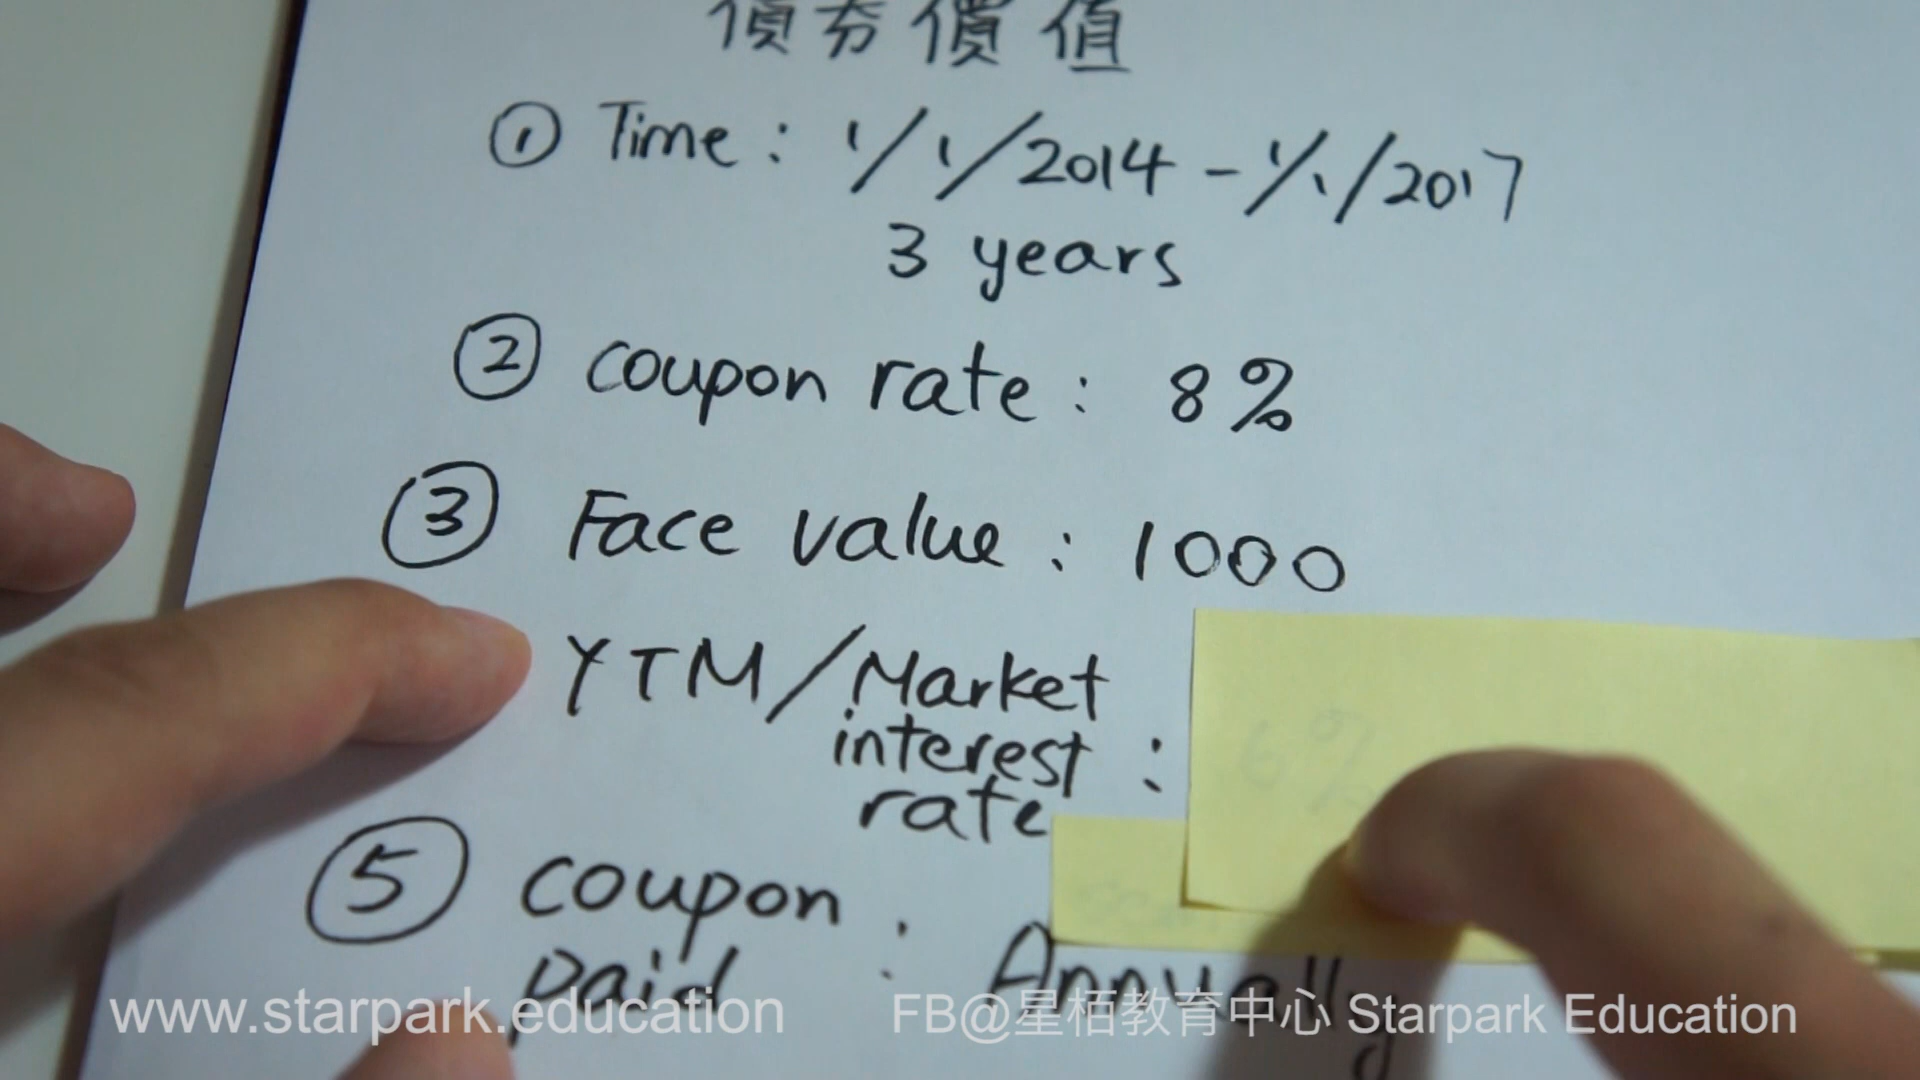 債券價值
① Time : 1/1/2014 - 1/1/2017
3 years
② coupon rate : 8%
③ Face value : 1000
YTM/Market
interest :
rate
6%
⑤ coupon
paid : Annually
www.starpark.education FB@星栢教育中心 Starpark Education